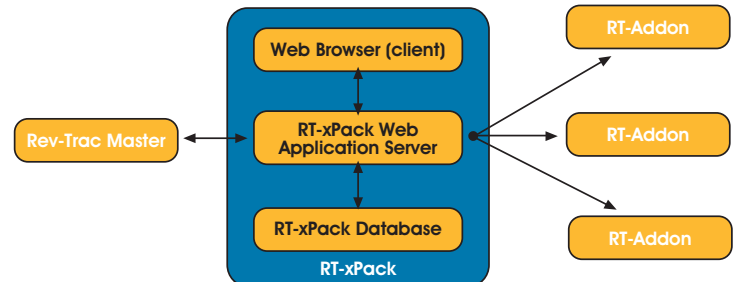 Web Browser (client)
Rev-Trac Master
RT-xPack Web
Application Server
RT-xPack Database
RT-xPack
RT-Addon
RT-Addon
RT-Addon